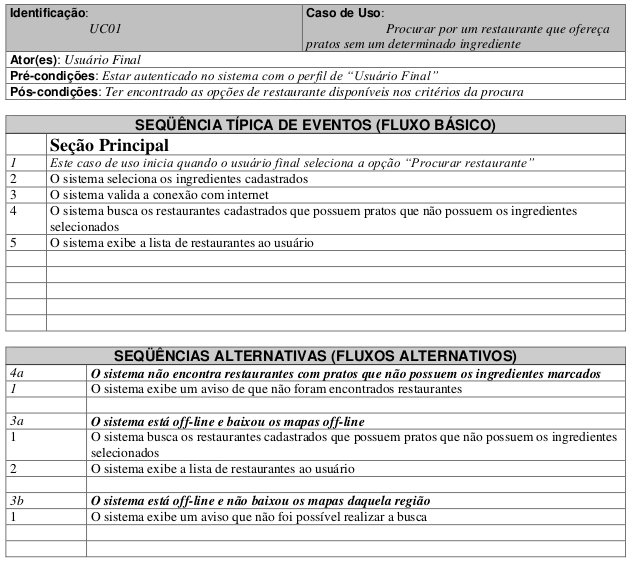 Identificação: Caso de Uso:
UC01 Procurar por um restaurante que ofereça
pratos sem um determinado ingrediente
Ator(es): Usuário Final
Pré-condições: Estar autenticado no sistema com o perfil de “Usuário Final”
Pós-condições: Ter encontrado as opções de restaurante disponíveis nos critérios da procura
SEQÜÊNCIA TÍPICA DE EVENTOS (FLUXO BÁSICO)
Seção Principal
1 Este caso de uso inicia quando o usuário final seleciona a opção “Procurar restaurante”
2 O sistema seleciona os ingredientes cadastrados
3 O sistema valida a conexão com internet
4 O sistema busca os restaurantes cadastrados que possuem pratos que não possuem os ingredientes
selecionados
5 O sistema exibe a lista de restaurantes ao usuário
SEQÜÊNCIAS ALTERNATIVAS (FLUXOS ALTERNATIVOS)
4a O sistema não encontra restaurantes com pratos que não possuem os ingredientes marcados
1 O sistema exibe um aviso de que não foram encontrados restaurantes
3a O sistema está off-line e baixou os mapas off-line
1 O sistema busca os restaurantes cadastrados que possuem pratos que não possuem os ingredientes
selecionados
2 O sistema exibe a lista de restaurantes ao usuário
3b O sistema está off-line e não baixou os mapas daquela região
1 O sistema exibe um aviso que não foi possível realizar a busca